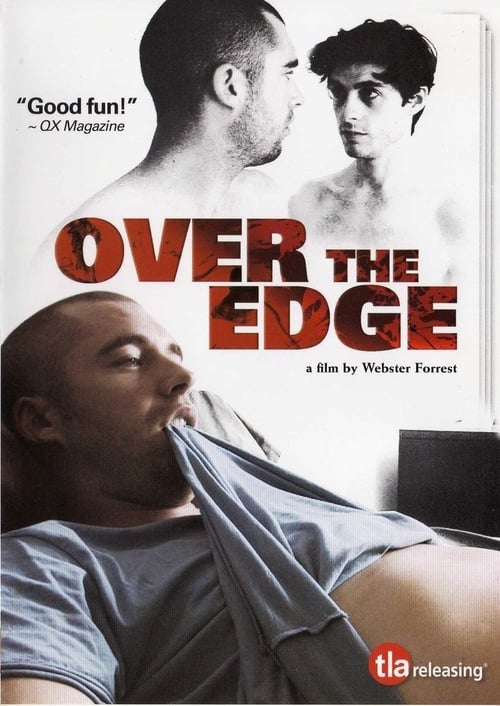 “Good fun!”
~ QX Magazine
OVER THE
EDGE
a film by Webster Forrest
tla releasing